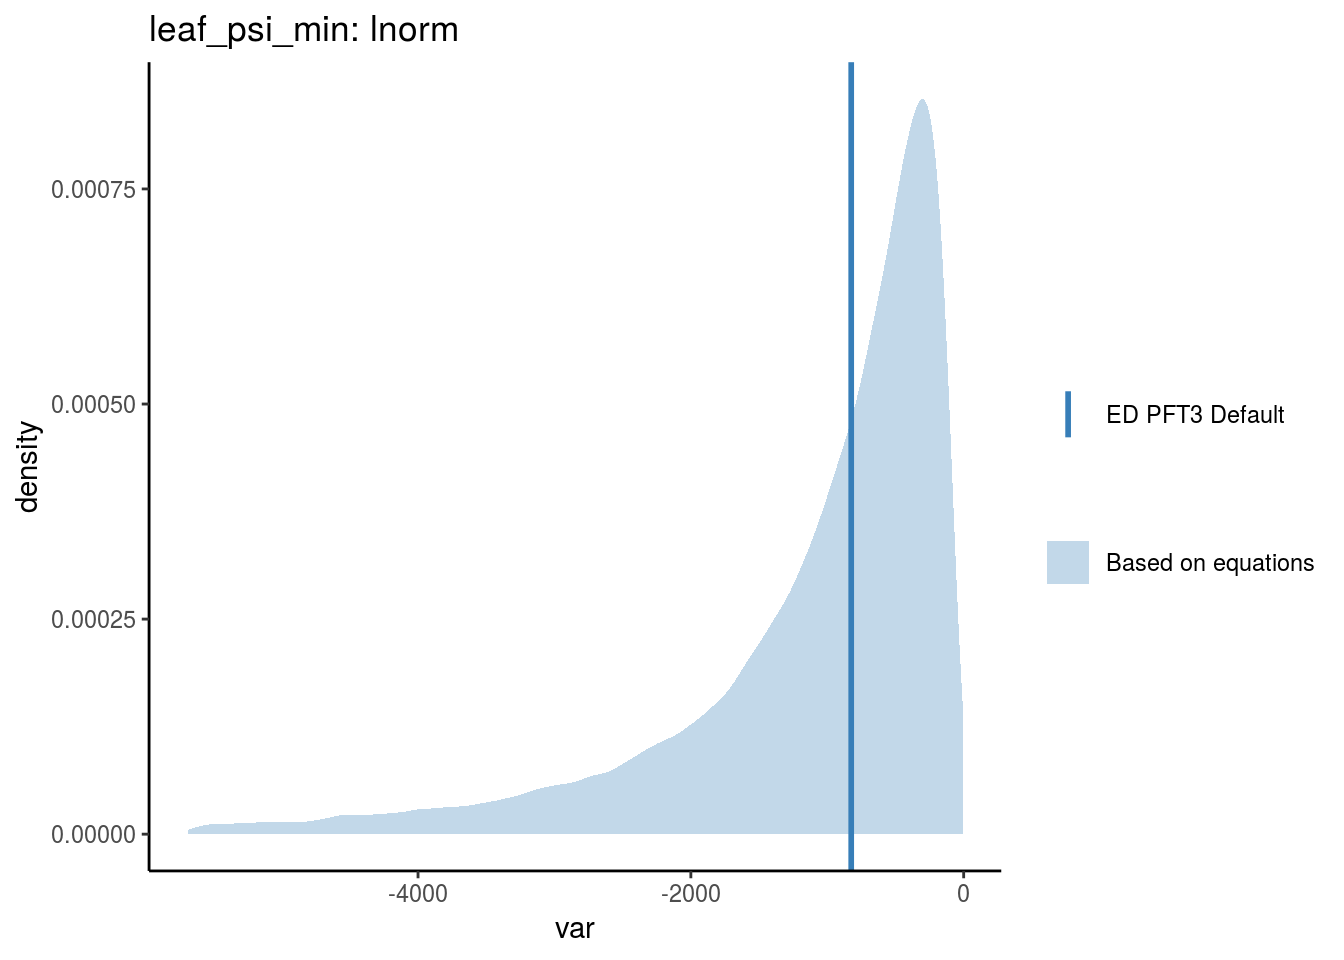 leaf_psi_min: lnorm
0.00075
0.00050
0.00025
0.00000
density
-4000
-2000
0
var
ED PFT3 Default
Based on equations